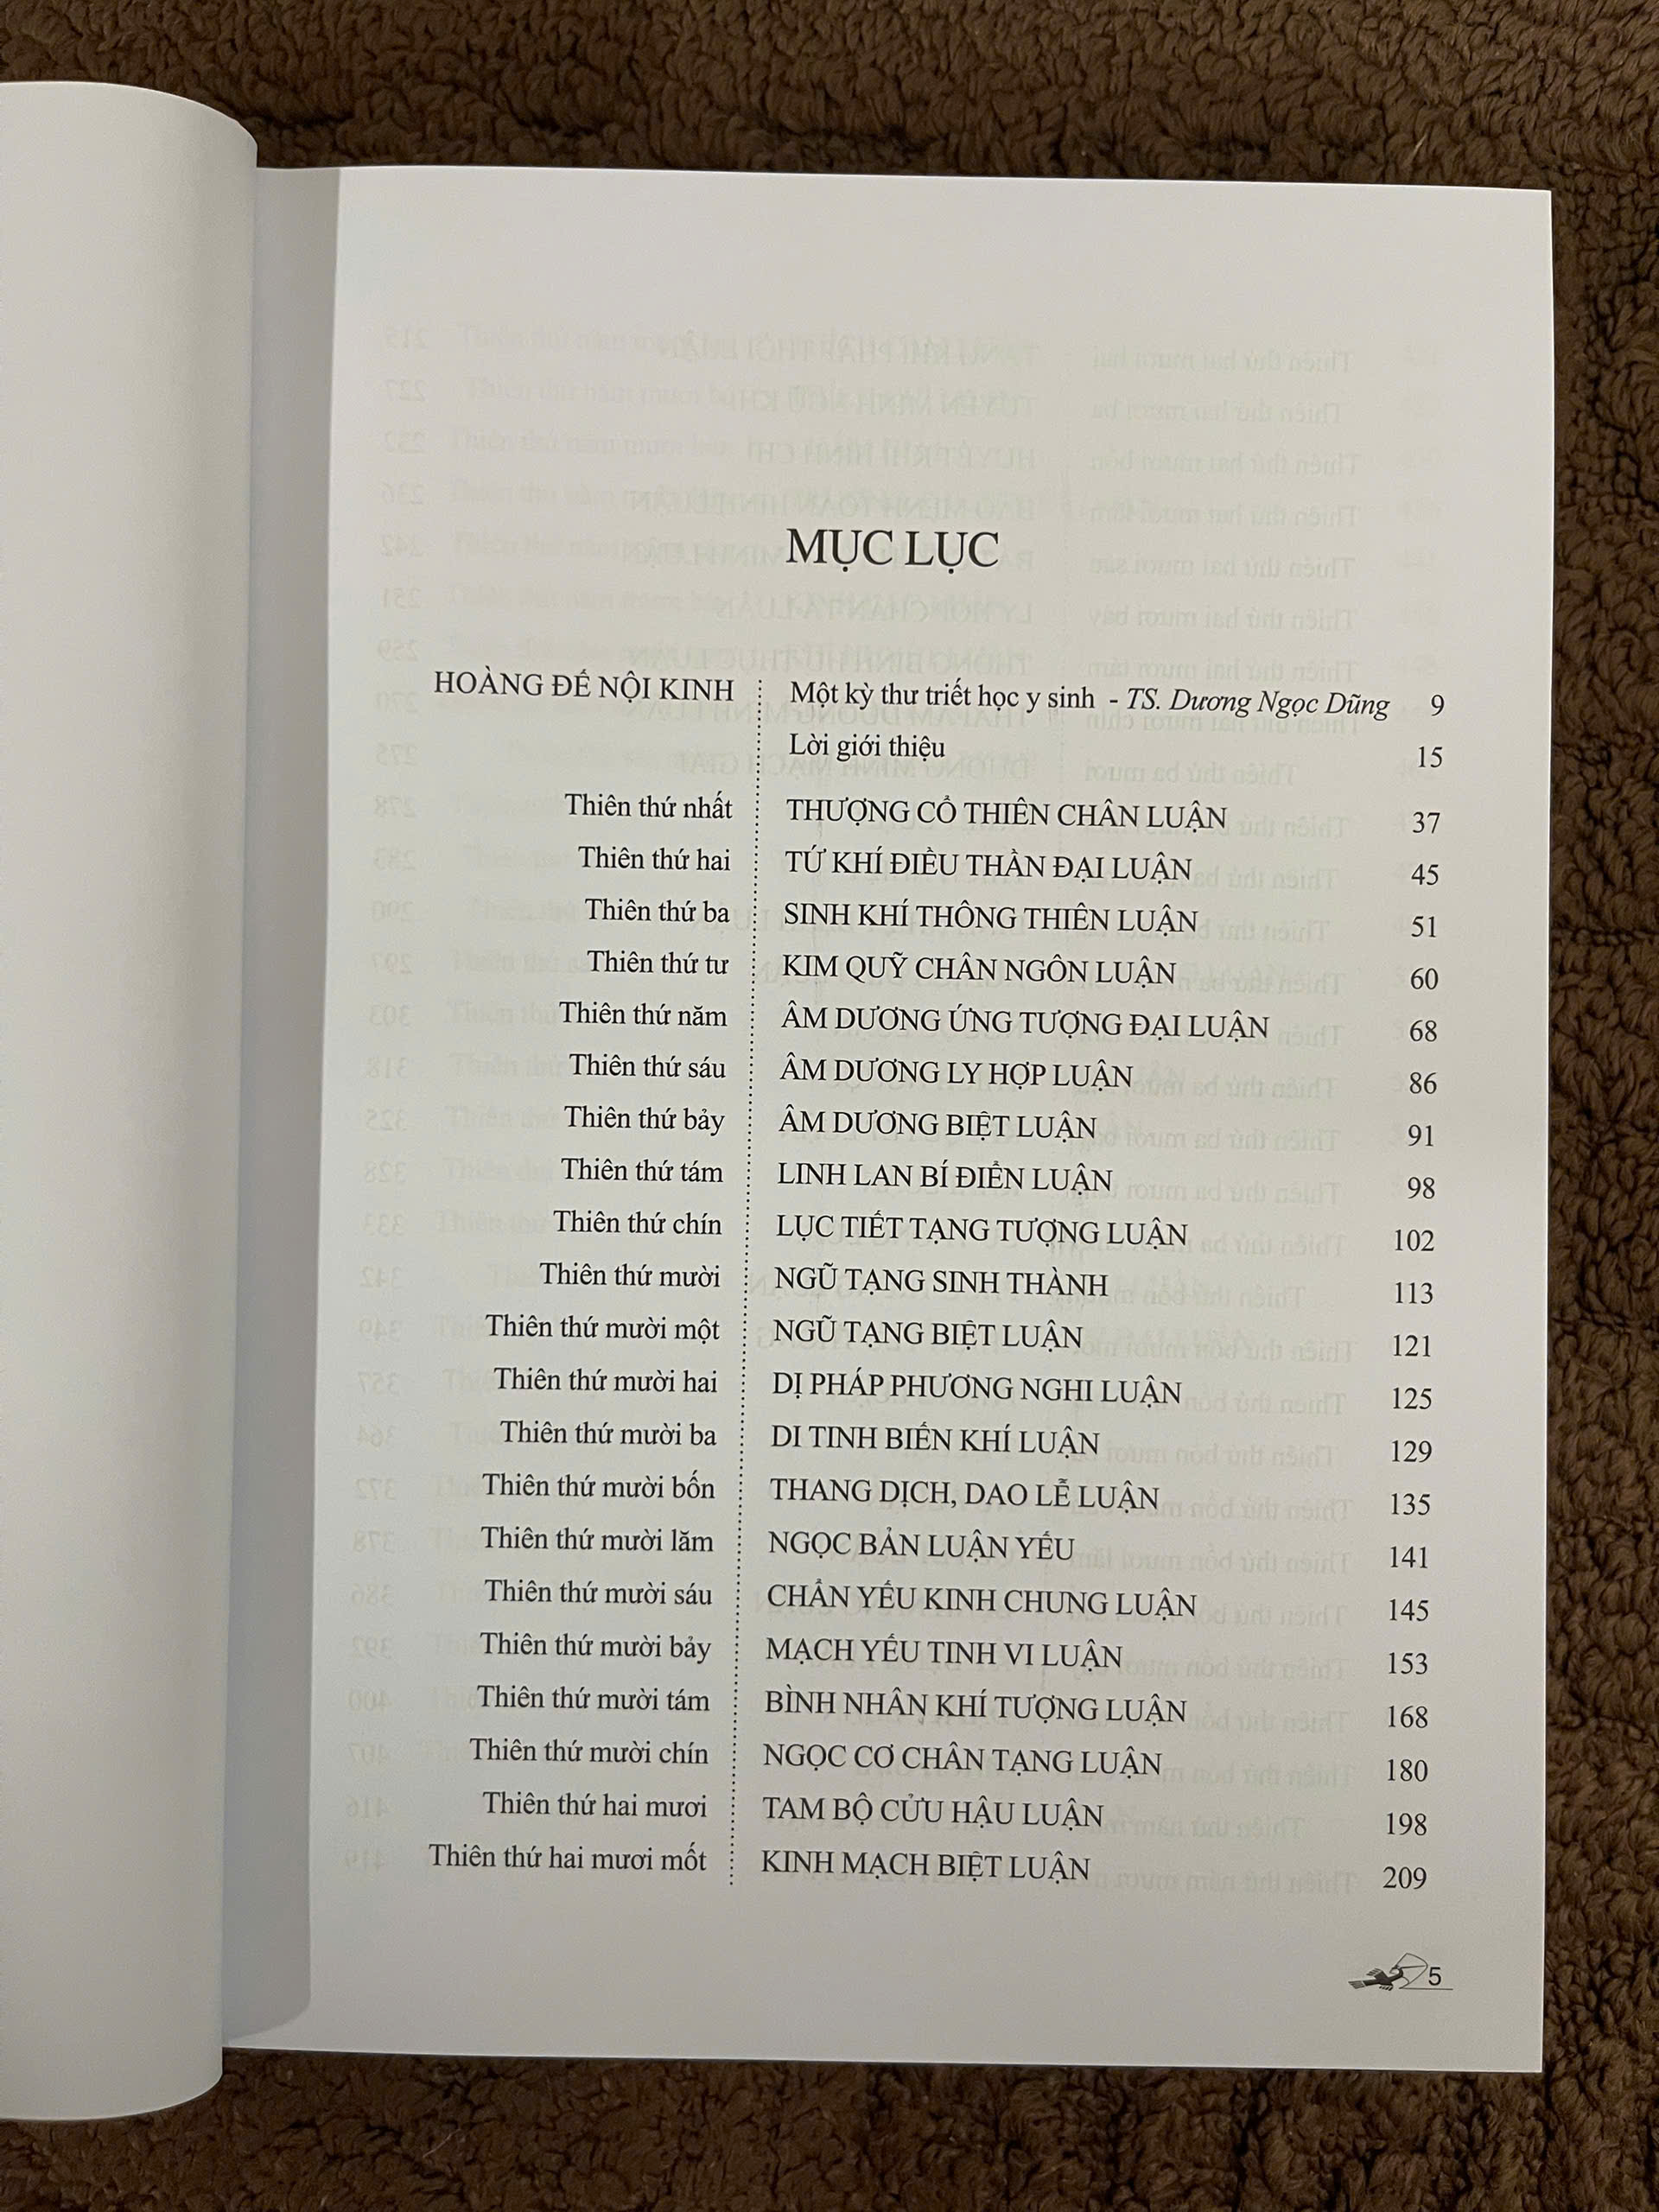 MỤC LỤC
HOÀNG ĐẾ NỘI KINH Một kỳ thư triết học y sinh - TS. Dương Ngọc Dũng 9
Lời giới thiệu 15
Thiên thứ nhất THƯỢNG CỔ THIÊN CHÂN LUẬN 37
Thiên thứ hai TỨ KHÍ ĐIỀU THẦN ĐẠI LUẬN 45
Thiên thứ ba SINH KHÍ THÔNG THIÊN LUẬN 51
Thiên thứ tư KIM QUỸ CHÂN NGÔN LUẬN 60
Thiên thứ năm ÂM DƯƠNG ỨNG TƯỢNG ĐẠI LUẬN 68
Thiên thứ sáu ÂM DƯƠNG LY HỢP LUẬN 86
Thiên thứ bảy ÂM DƯƠNG BIỆT LUẬN 91
Thiên thứ tám LINH LAN BÍ ĐIỂN LUẬN 98
Thiên thứ chín LỤC TIẾT TẠNG TƯỢNG LUẬN 102
Thiên thứ mười NGŨ TẠNG SINH THÀNH 113
Thiên thứ mười một NGŨ TẠNG BIỆT LUẬN 121
Thiên thứ mười hai DỊ PHÁP PHƯƠNG NGHI LUẬN 125
Thiên thứ mười ba DI TINH BIẾN KHÍ LUẬN 129
Thiên thứ mười bốn THANG DỊCH, DAO LỄ LUẬN 135
Thiên thứ mười lăm NGỌC BẢN LUẬN YẾU 141
Thiên thứ mười sáu CHẨN YẾU KINH CHUNG LUẬN 145
Thiên thứ mười bảy MẠCH YẾU TINH VI LUẬN 153
Thiên thứ mười tám BÌNH NHÂN KHÍ TƯỢNG LUẬN 168
Thiên thứ mười chín NGỌC CƠ CHÂN TẠNG LUẬN 180
Thiên thứ hai mươi TAM BỘ CỬU HẬU LUẬN 198
Thiên thứ hai mươi mốt KINH MẠCH BIỆT LUẬN 209
5